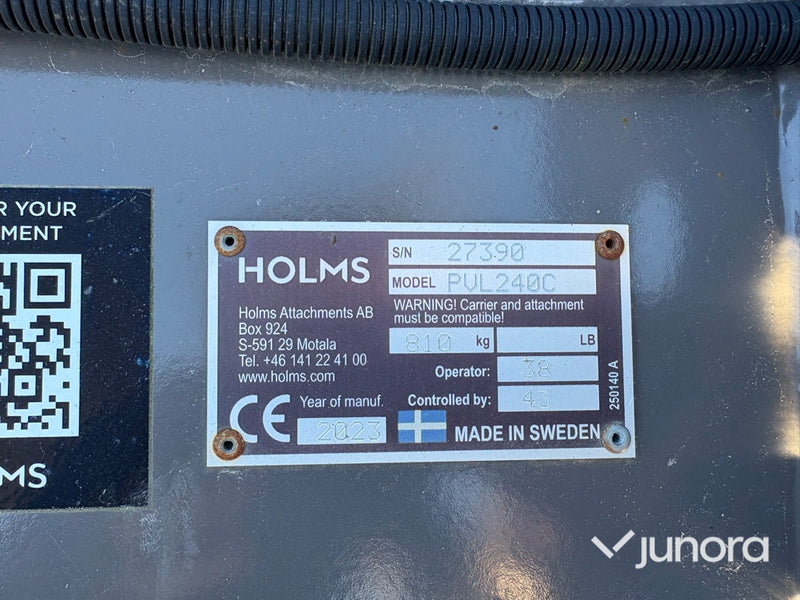 R YOUR
MENT
MS
HOLMS
Holms Attachments AB
Box 924
S-591 29 Motala
Tel. +46 141 22 41 00
www.holms.com
CE
Year of manuf.
2023
S/N 27390
MODEL PVL240C
WARNING! Carrier and attachment
must be compatible!
810 kg LB
Operator: 38
Controlled by: 43
MADE IN SWEDEN
250140 A
junora